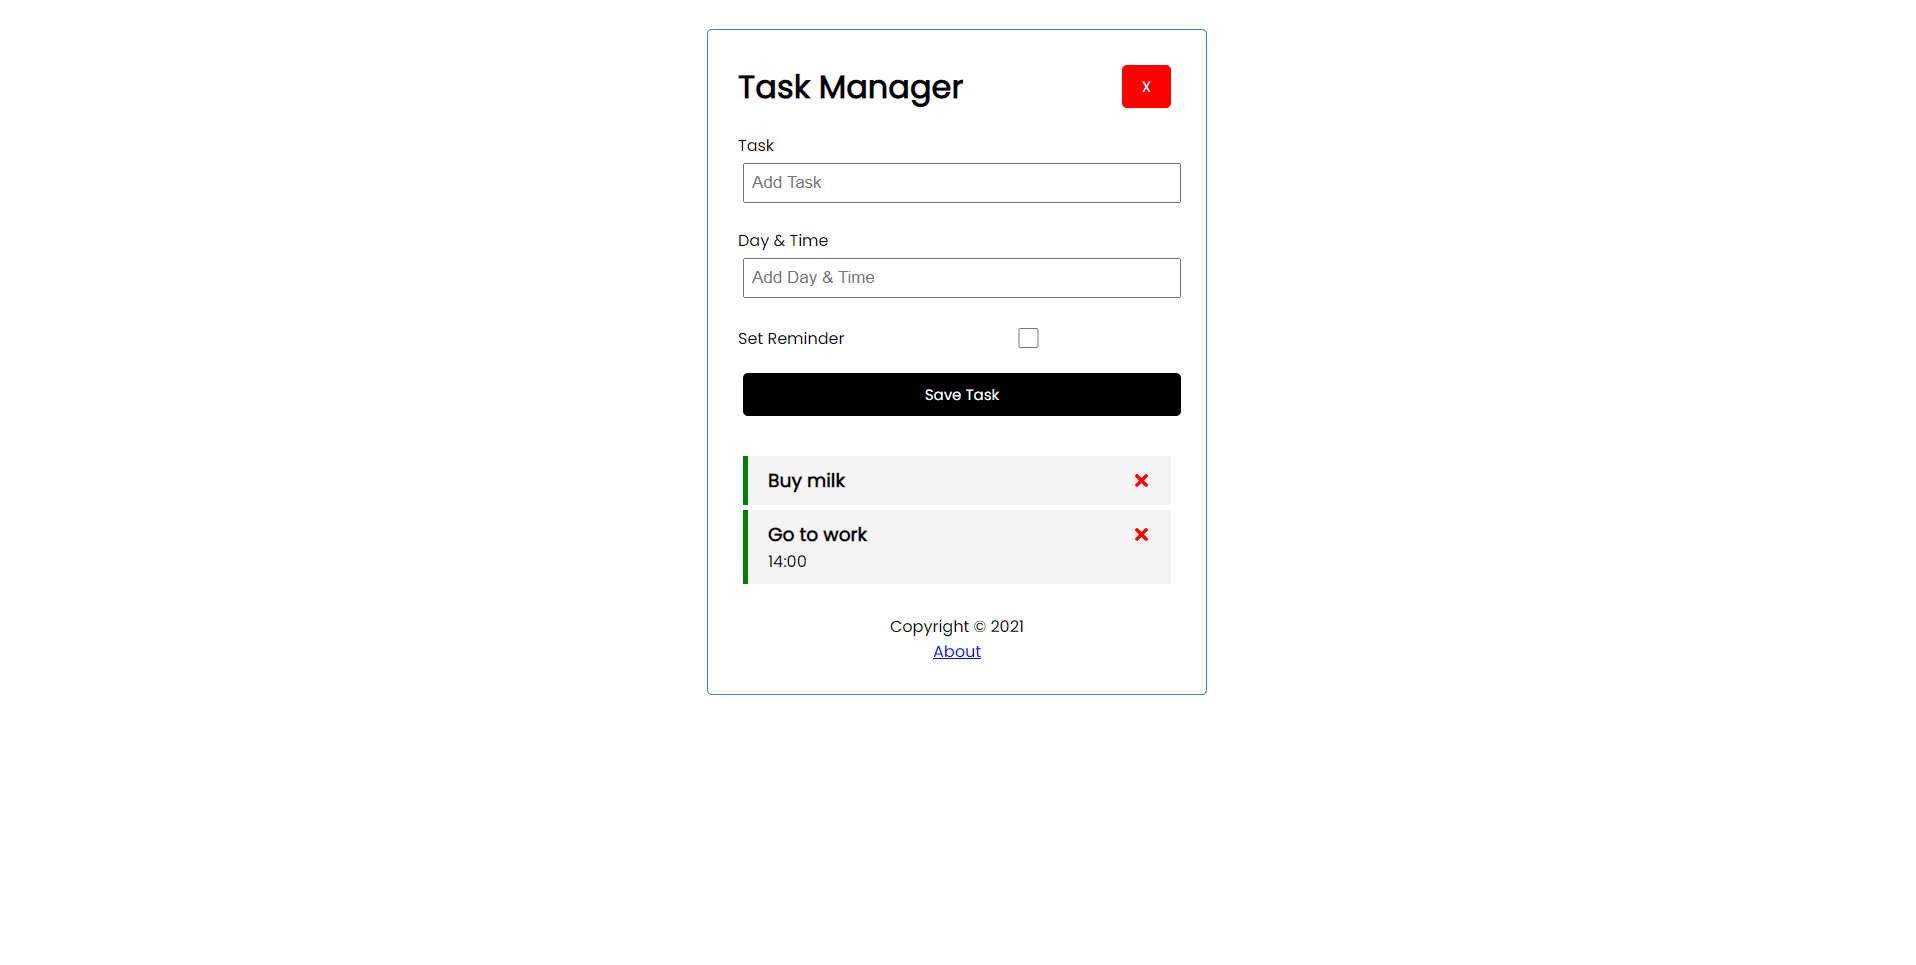 Task Manager
X
Task
Add Task
Day & Time
Add Day & Time
Set Reminder
Save Task
Buy milk
Go to work
14:00
Copyright © 2021
About